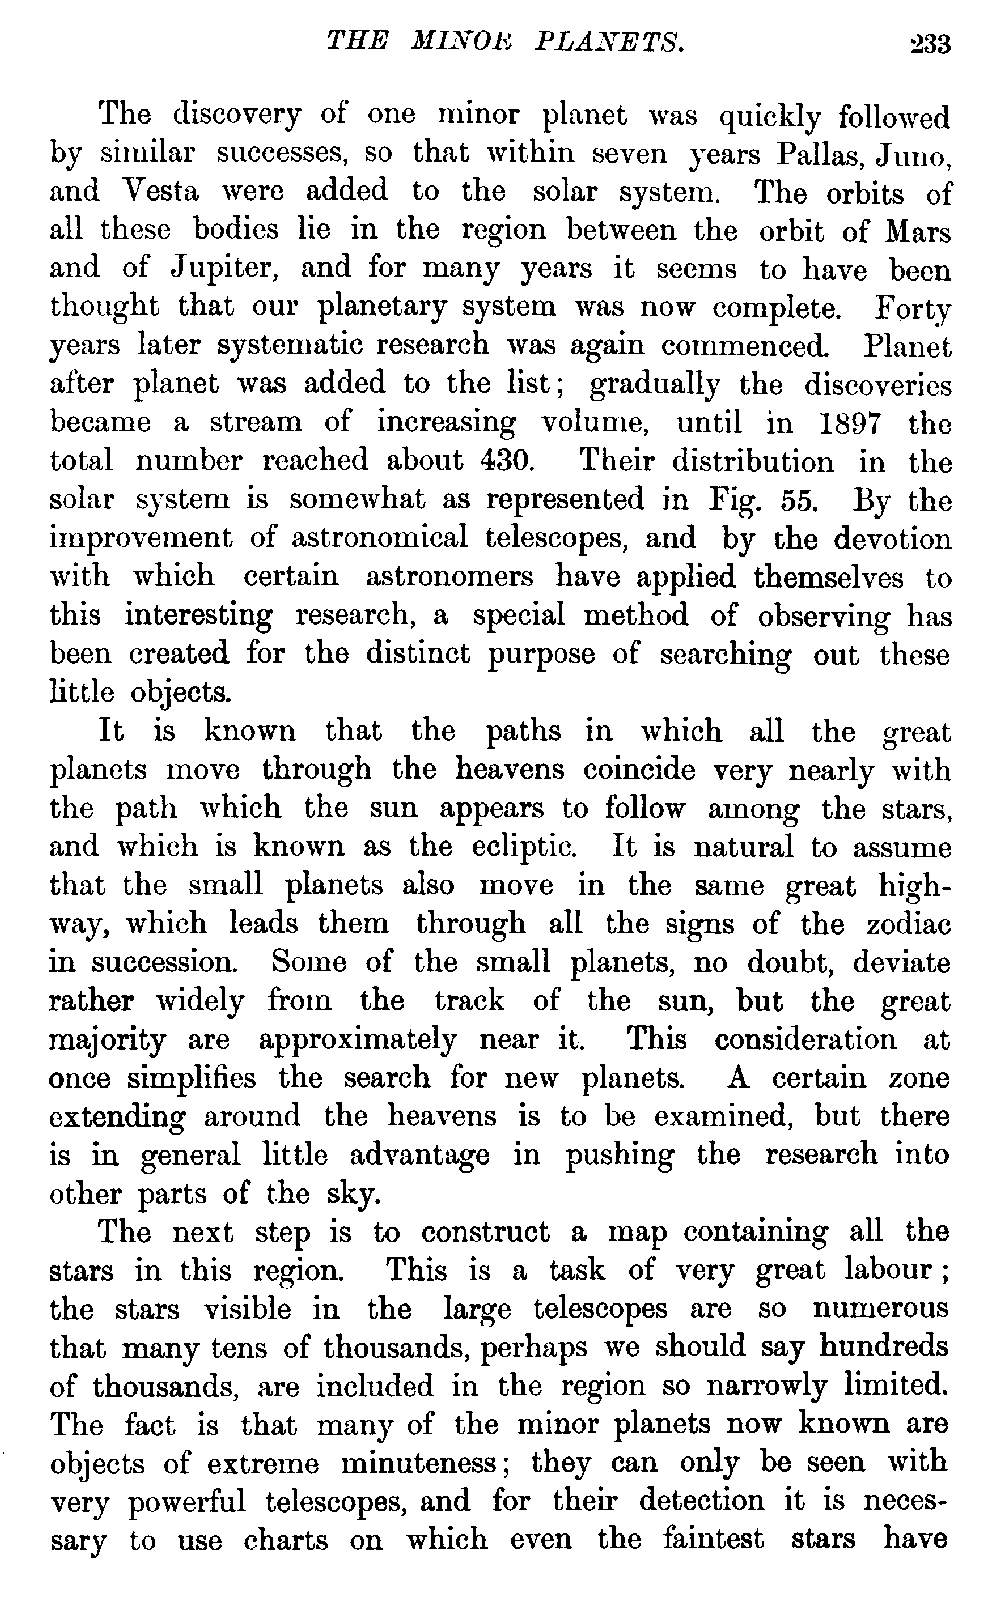 THE MINOR PLANETS. 233
The discovery of one minor planet was quickly followed
by similar successes, so that within seven years Pallas, Juno,
and Vesta were added to the solar system. The orbits of
all these bodies lie in the region between the orbit of Mars
and of Jupiter, and for many years it seems to have been
thought that our planetary system was now complete. Forty
years later systematic research was again commenced. Planet
after planet was added to the list; gradually the discoveries
became a stream of increasing volume, until in 1897 the
total number reached about 430. Their distribution in the
solar system is somewhat as represented in Fig. 55. By the
improvement of astronomical telescopes, and by the devotion
with which certain astronomers have applied themselves to
this interesting research, a special method of observing has
been created for the distinct purpose of searching out these
little objects.
It is known that the paths in which all the great
planets move through the heavens coincide very nearly with
the path which the sun appears to follow among the stars,
and which is known as the ecliptic. It is natural to assume
that the small planets also move in the same great high-
way, which leads them through all the signs of the zodiac
in succession. Some of the small planets, no doubt, deviate
rather widely from the track of the sun, but the great
majority are approximately near it. This consideration at
once simplifies the search for new planets. A certain zone
extending around the heavens is to be examined, but there
is in general little advantage in pushing the research into
other parts of the sky.
The next step is to construct a map containing all the
stars in this region. This is a task of very great labour;
the stars visible in the large telescopes are so numerous
that many tens of thousands, perhaps we should say hundreds
of thousands, are included in the region so narrowly limited.
The fact is that many of the minor planets now known are
objects of extreme minuteness; they can only be seen with
very powerful telescopes, and for their detection it is neces-
sary to use charts on which even the faintest stars have